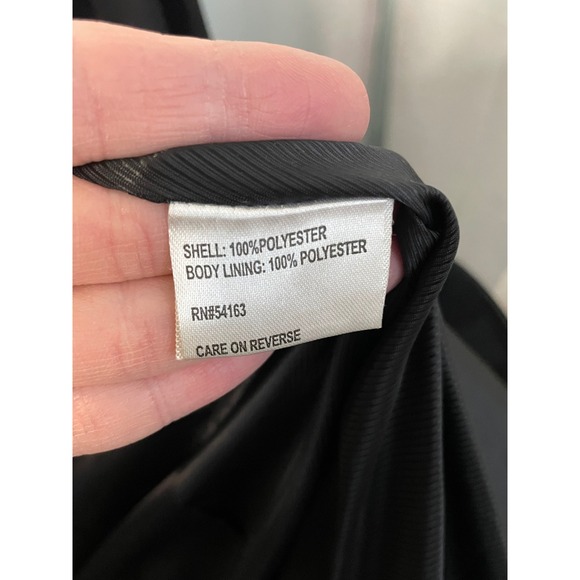 SHELL: 100%POLYESTER
BODY LINING: 100% POLYESTER
RN#54163
CARE ON REVERSE